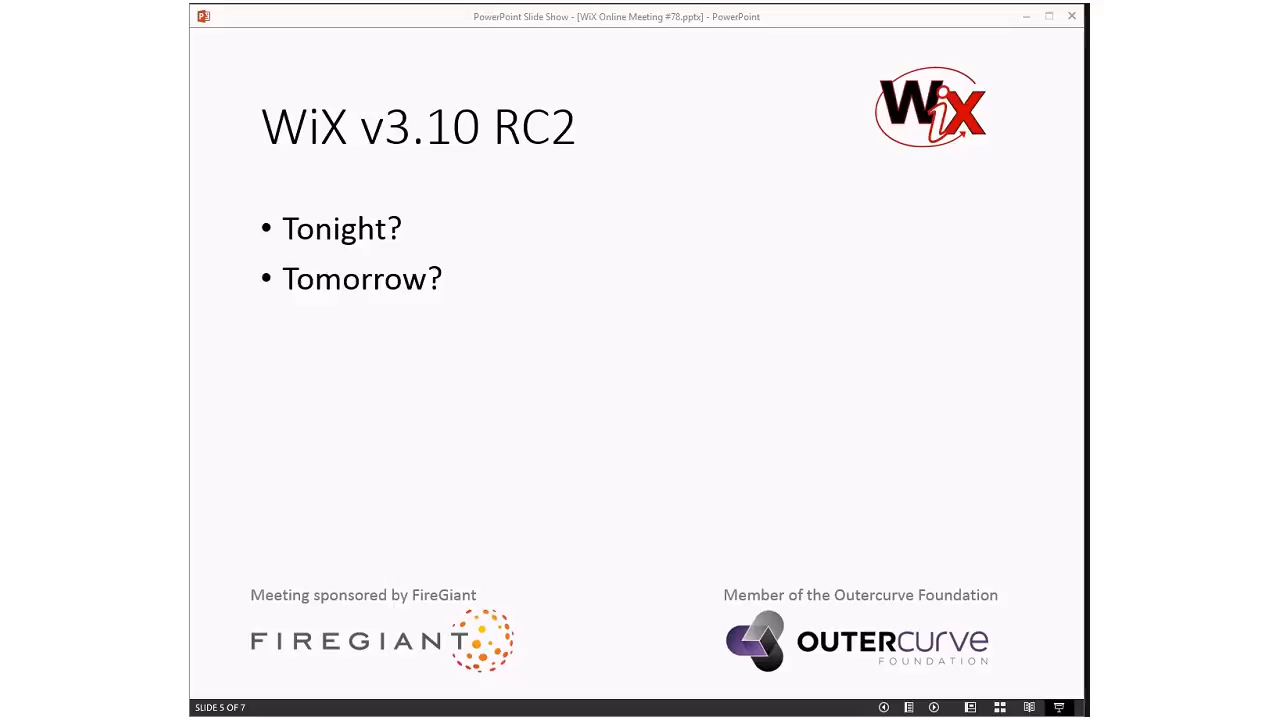 PowerPoint Slide Show - [WiX Online Meeting #78.pptx] - PowerPoint
WiX
WiX v3.10 RC2
• Tonight?
• Tomorrow?
Meeting sponsored by FireGiant
Member of the Outercurve Foundation
FIREGIANT
OUTERCURVE
FOUNDATION
SLIDE 5 OF 7